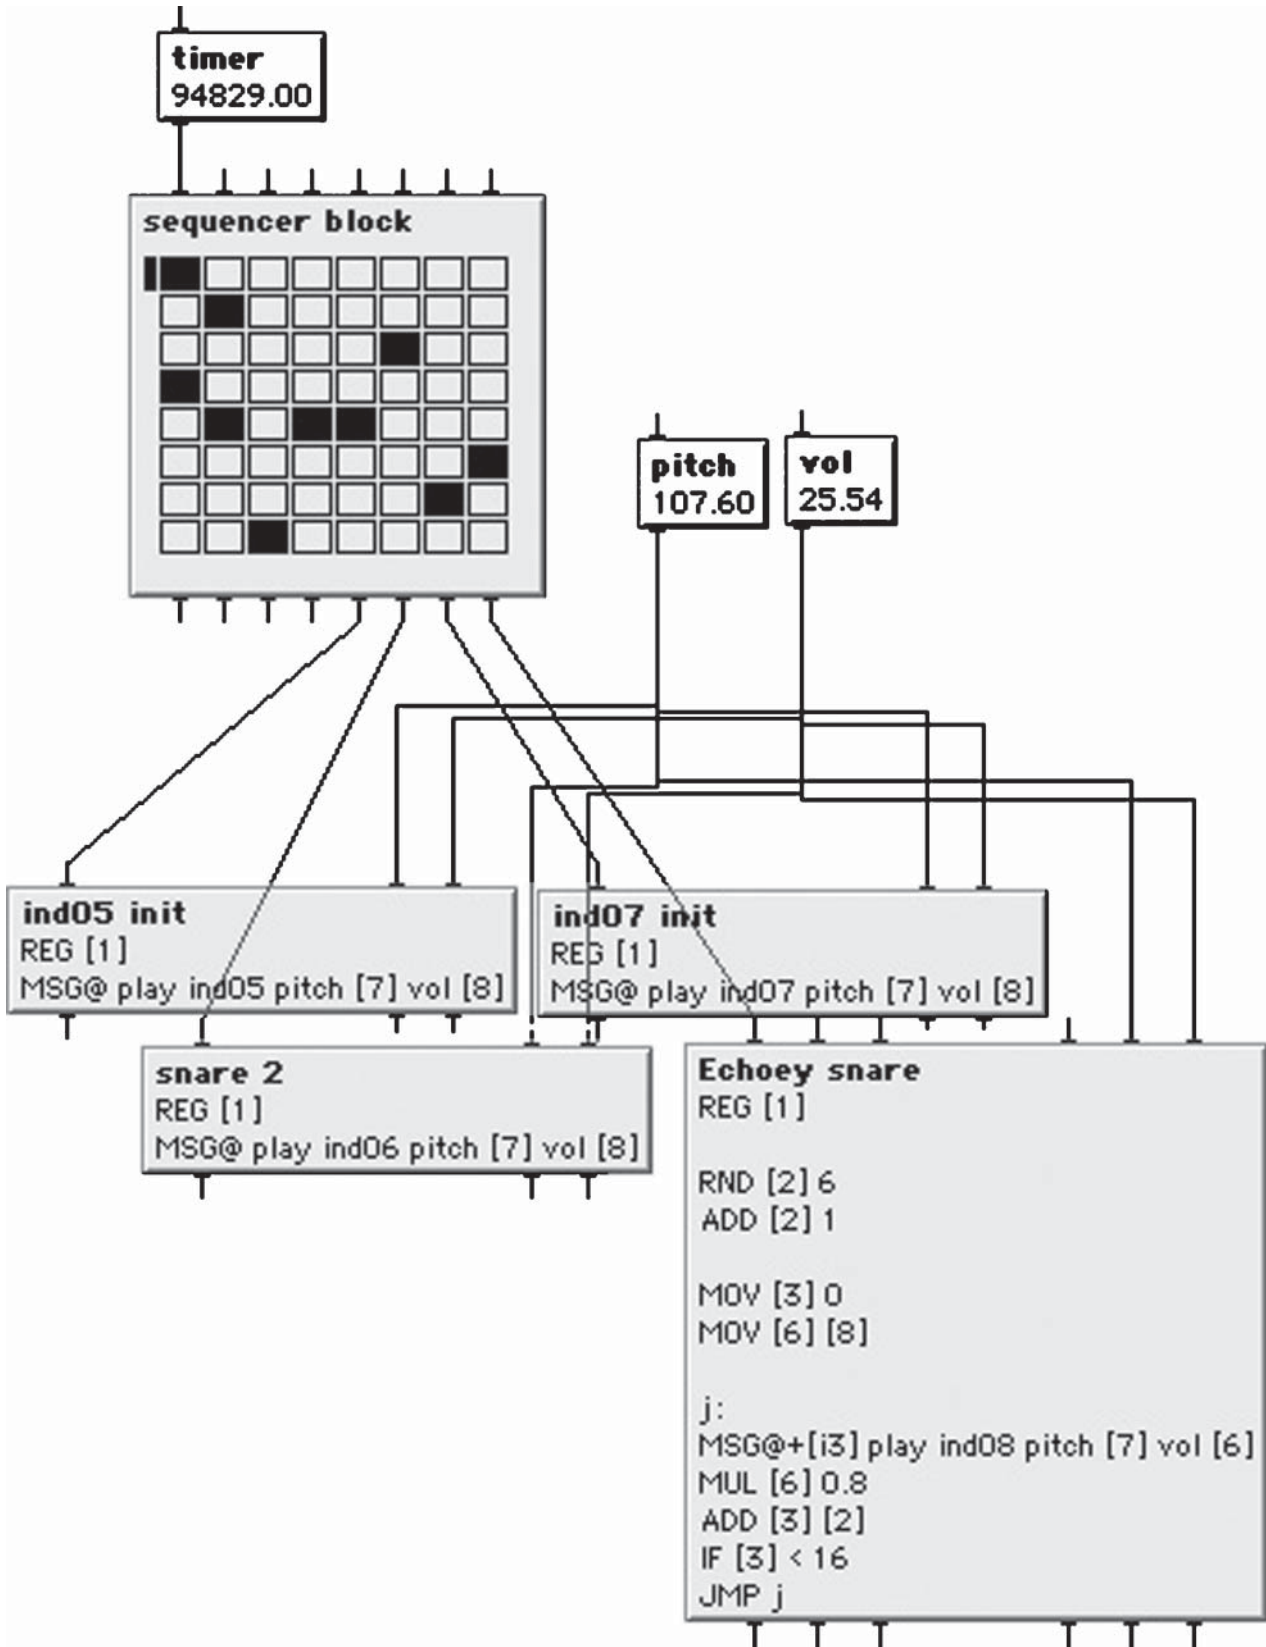 timer
94829.00
sequencer block
pitch
107.60
vol
25.54
ind05 init
REG [1]
MSG@ play ind05 pitch [7] vol [8]
ind07 init
REG [1]
MSG@ play ind07 pitch [7] vol [8]
snare 2
REG [1]
MSG@ play ind06 pitch [7] vol [8]
Echoey snare
REG [1]
RND [2] 6
ADD [2] 1
MOV [3] 0
MOV [6] [8]
j:
MSG@+[i3] play ind08 pitch [7] vol [6]
MUL [6] 0.8
ADD [3] [2]
IF [3] < 16
JMP j